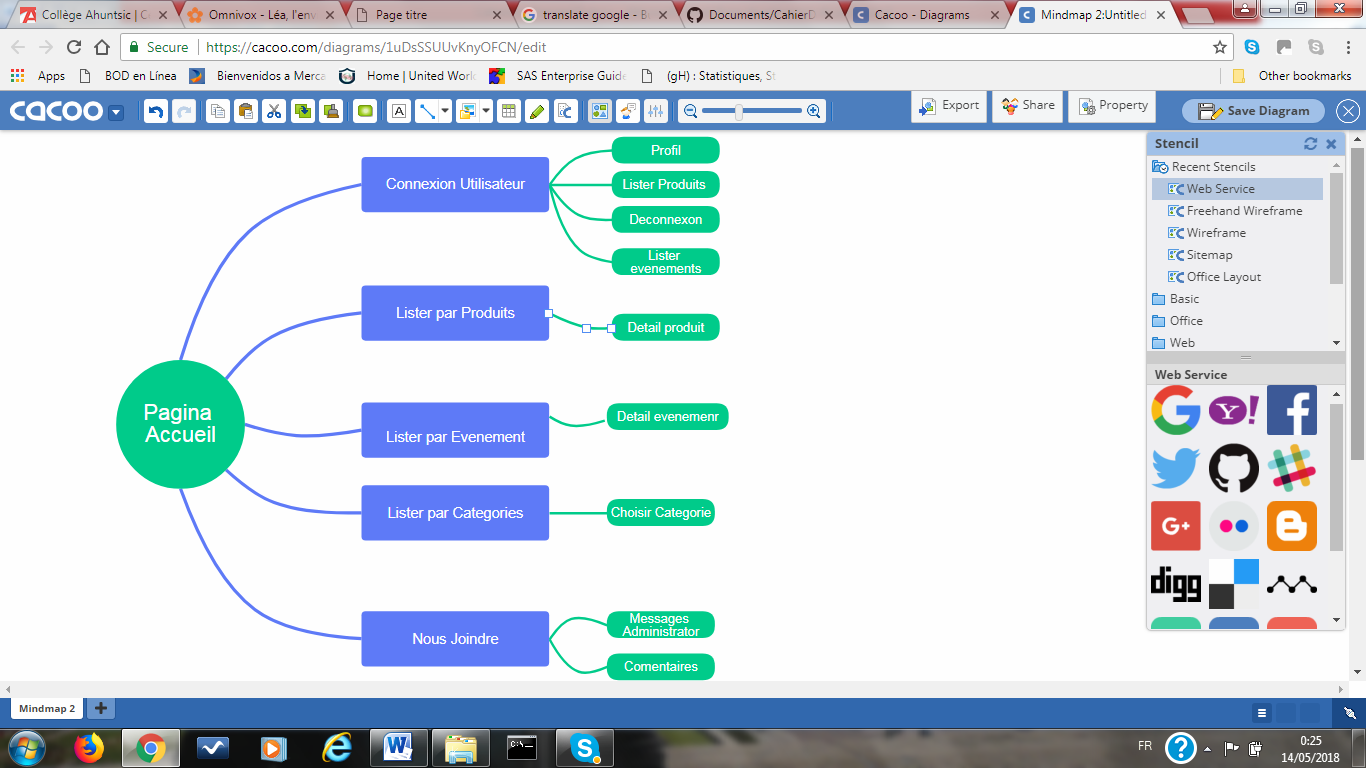 Collège Ahuntsic | C
Omnivox - Léa, l'env
Page titre
translate google - B
Documents/CahierD
Cacoo - Diagrams
Mindmap 2:Untitled
Secure
https://cacoo.com/diagrams/1uDsSSUUvKnyOFCN/edit
Apps
BOD en Línea
Bienvenidos a Merca
Home | United World
SAS Enterprise Guide
(gH) : Statistiques, St
Other bookmarks
cacoo
Export
Share
Property
Save Diagram
Connexion Utilisateur
Profil
Lister Produits
Deconnexon
Lister
evenements
Lister par Produits
Detail produit
Pagina
Accueil
Lister par Evenement
Detail evenemenr
Lister par Categories
Choisir Categorie
Nous Joindre
Messages
Administrator
Comentaires
Stencil
Recent Stencils
Web Service
Freehand Wireframe
Wireframe
Sitemap
Office Layout
Basic
Office
Web
Web Service
Y!
G+
digg
Mindmap 2
FR
0:25
14/05/2018